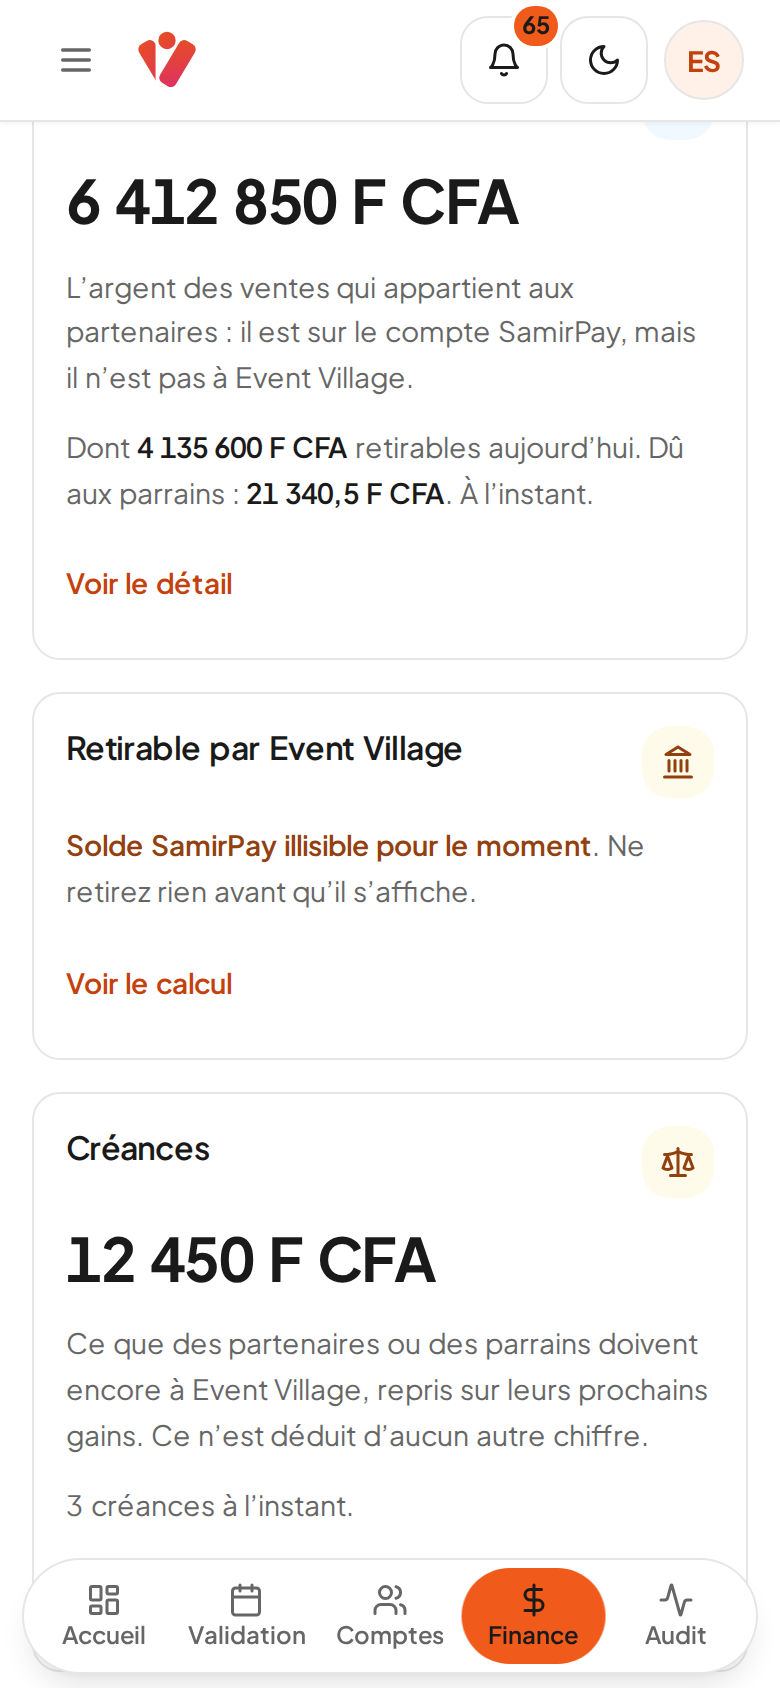 65
ES
6 412 850 F CFA
L’argent des ventes qui appartient aux
partenaires : il est sur le compte SamirPay, mais
il n’est pas à Event Village.
Dont 4 135 600 F CFA retirables aujourd’hui. Dû
aux parrains : 21 340,5 F CFA. À l’instant.
Voir le détail
Retirable par Event Village
Solde SamirPay illisible pour le moment. Ne
retirez rien avant qu’il s’affiche.
Voir le calcul
Créances
12 450 F CFA
Ce que des partenaires ou des parrains doivent
encore à Event Village, repris sur leurs prochains
gains. Ce n’est déduit d’aucun autre chiffre.
3 créances à l’instant.
Accueil Validation Comptes Finance Audit